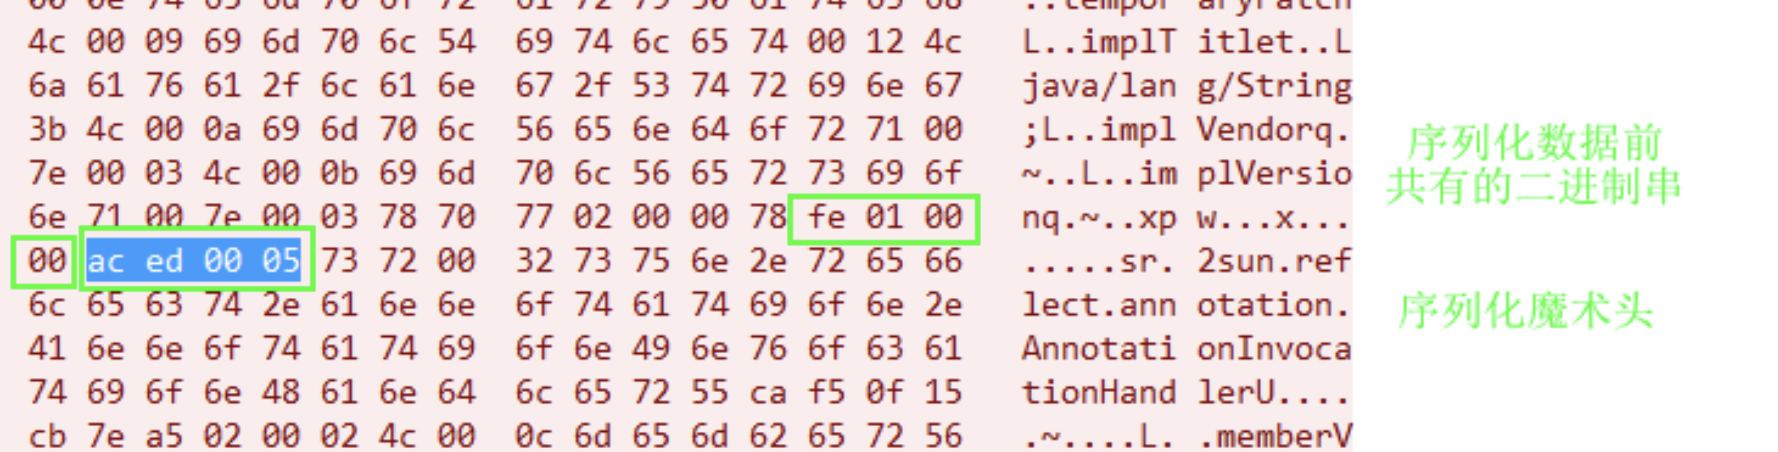 4c 00 09 69 6d 70 6c 54 69 74 6c 65 74 00 12 4c L..implT itlet..L
6a 61 76 61 2f 6c 61 6e 67 2f 53 74 72 69 6e 67 java/lan g/String
3b 4c 00 0a 69 6d 70 6c 56 65 6e 64 6f 72 71 00 ;L..impl Vendorq.
7e 00 03 4c 00 0b 69 6d 70 6c 56 65 72 73 69 6f ~..L..im plVersio
6e 71 00 7e 00 03 78 70 77 02 00 00 78 fe 01 00 nq.~..xp w...x...
00 ac ed 00 05 73 72 00 32 73 75 6e 2e 72 65 66 .....sr. 2sun.ref
6c 65 63 74 2e 61 6e 6e 6f 74 61 74 69 6f 6e 2e lect.ann otation.
41 6e 6e 6f 74 61 74 69 6f 6e 49 6e 76 6f 63 61 Annotati onInvoca
74 69 6f 6e 48 61 6e 64 6c 65 72 55 ca f5 0f 15 tionHand lerU....
cb 7e a5 02 00 02 4c 00 0c 6d 65 6d 62 65 72 56 .~....L. .memberV
序列化数据前
共有的二进制串
序列化魔术头